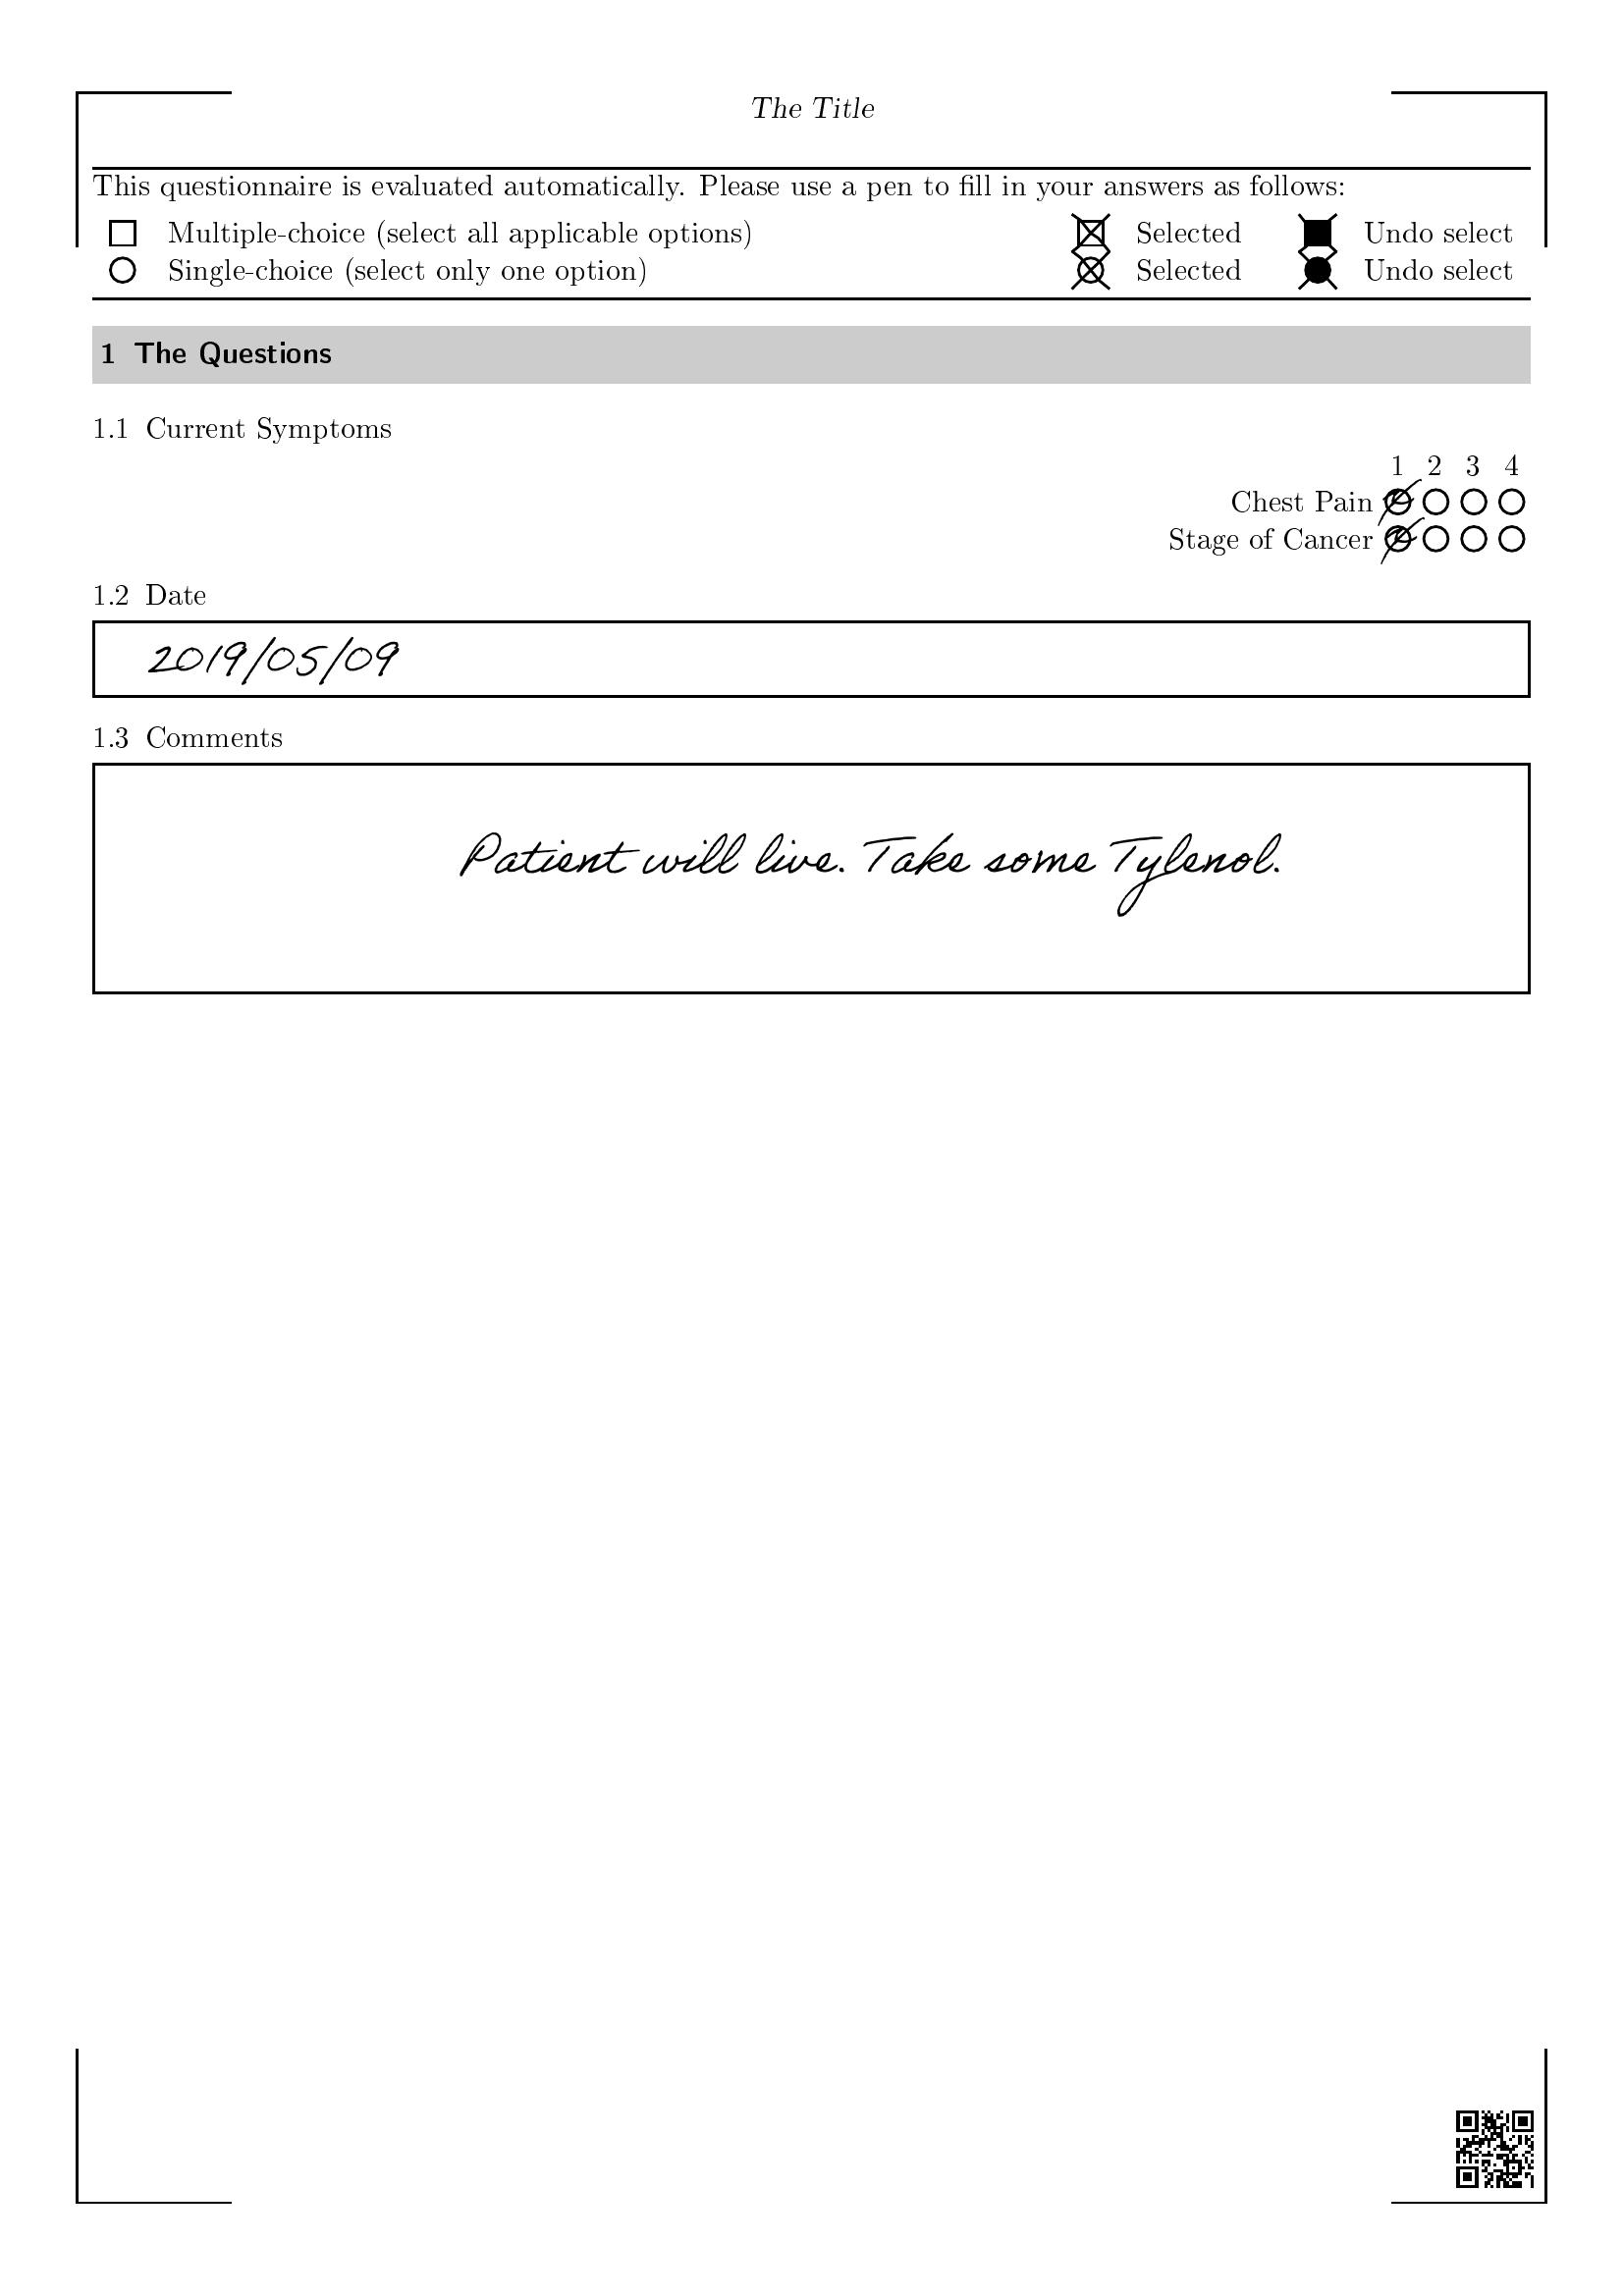 The Title
This questionnaire is evaluated automatically. Please use a pen to fill in your answers as follows:
Multiple-choice (select all applicable options) Selected Undo select
Single-choice (select only one option) Selected Undo select
1 The Questions
1.1 Current Symptoms
1 2 3 4
Chest Pain
Stage of Cancer
1.2 Date
2019/05/09
1.3 Comments
Patient will live. Take some Tylenol.